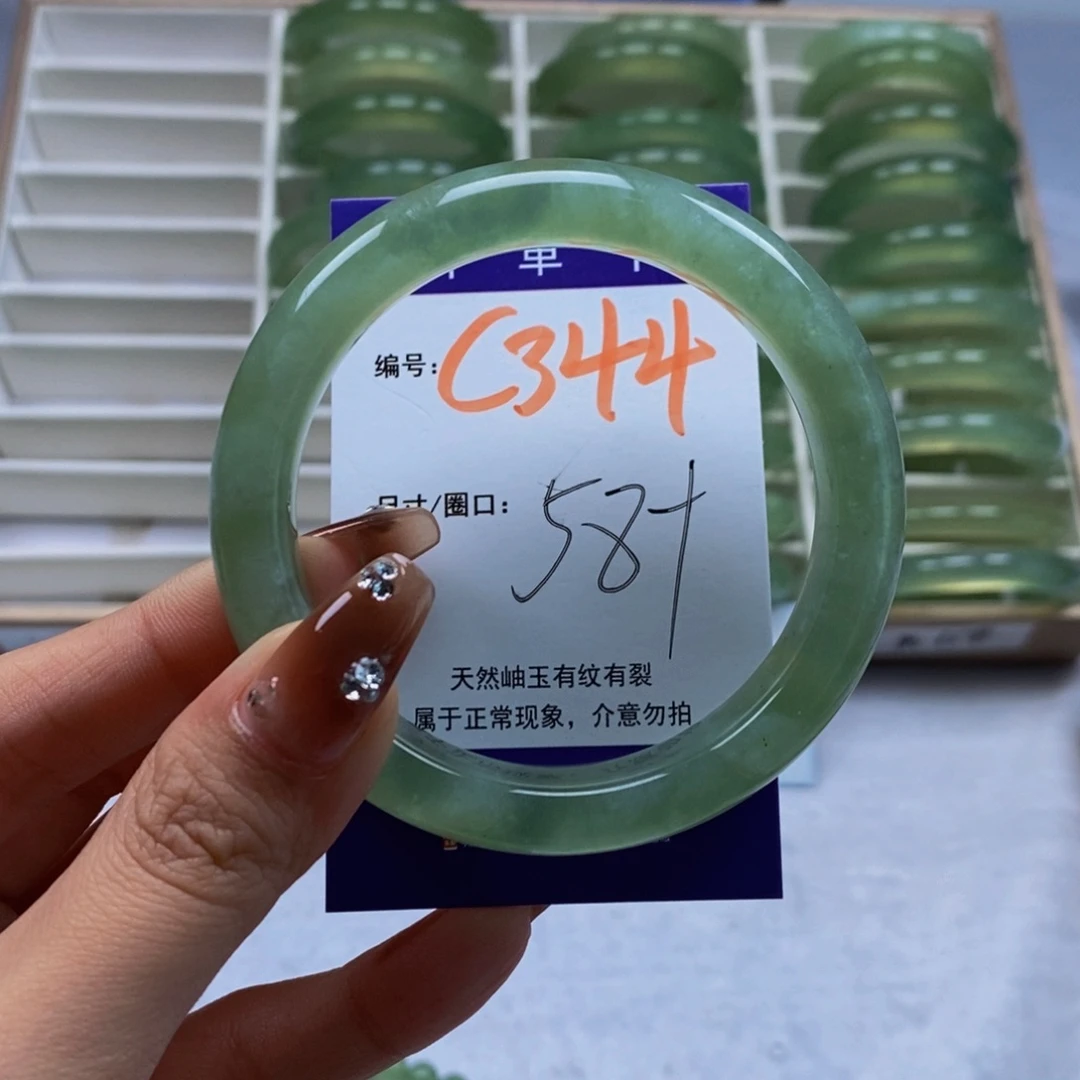 单
编号：C344
尺寸/圈口：58+
天然岫玉有纹有裂
属于正常现象，介意勿拍